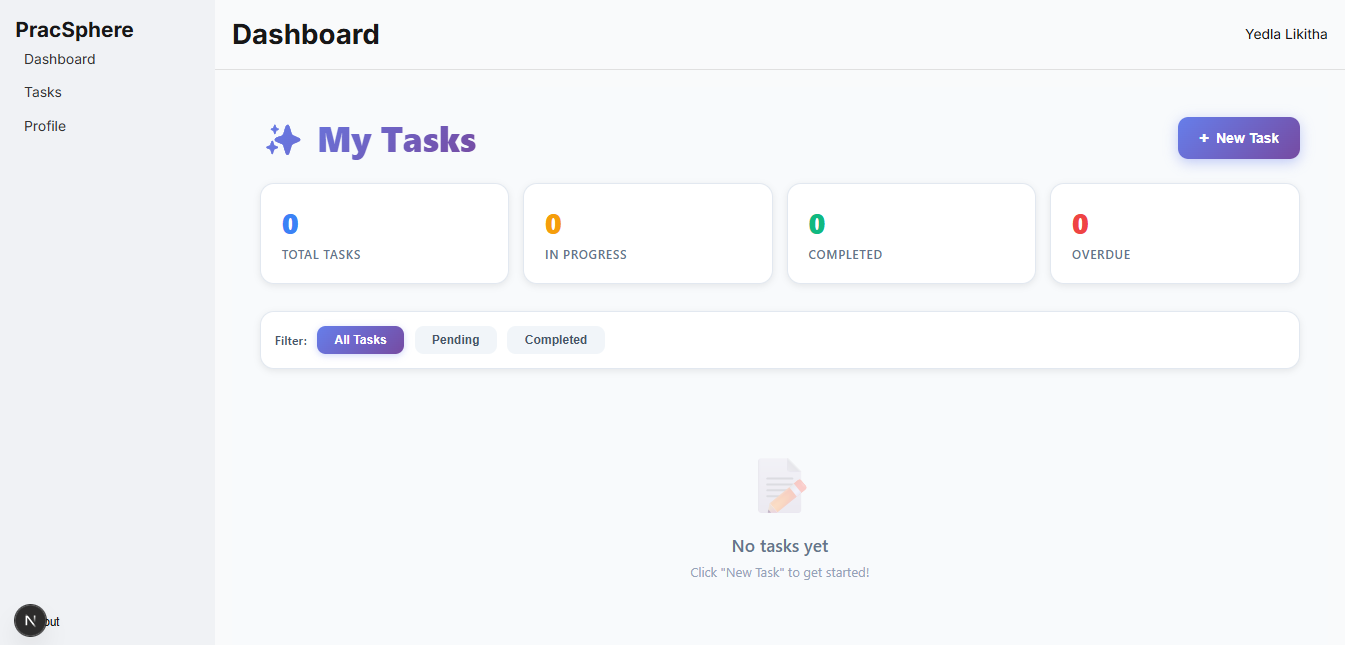 PracSphere
Dashboard
Tasks
Profile
Dashboard
Yedla Likitha
✨ My Tasks
+ New Task
0
TOTAL TASKS
0
IN PROGRESS
0
COMPLETED
0
OVERDUE
Filter:
All Tasks
Pending
Completed
No tasks yet
Click "New Task" to get started!
N
out